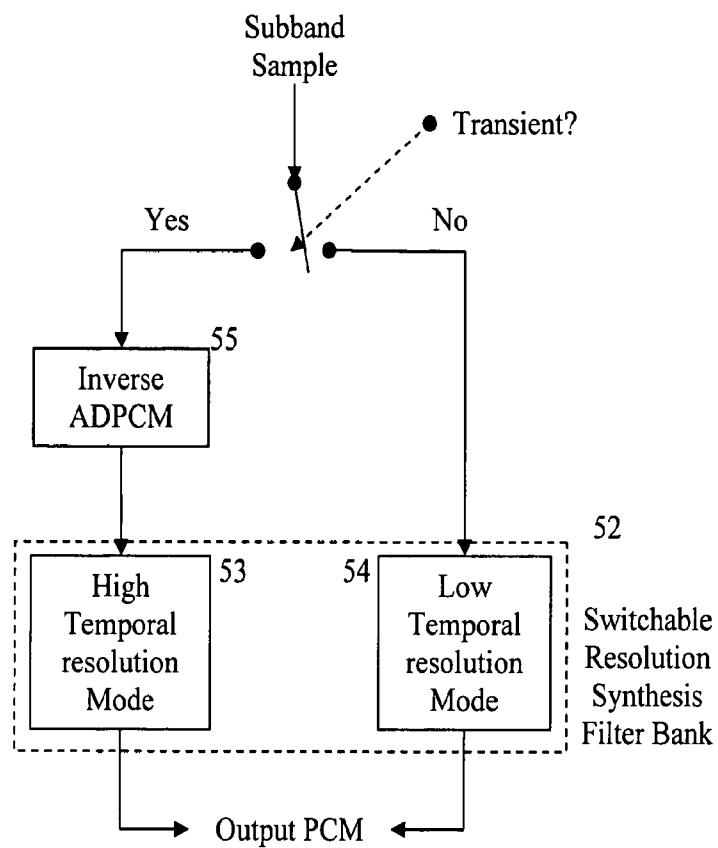 Subband
Sample
Transient?
Yes
No
55
Inverse
ADPCM
52
High
Temporal
resolution
Mode
53
54
Low
Temporal
resolution
Mode
Switchable
Resolution
Synthesis
Filter Bank
Output PCM